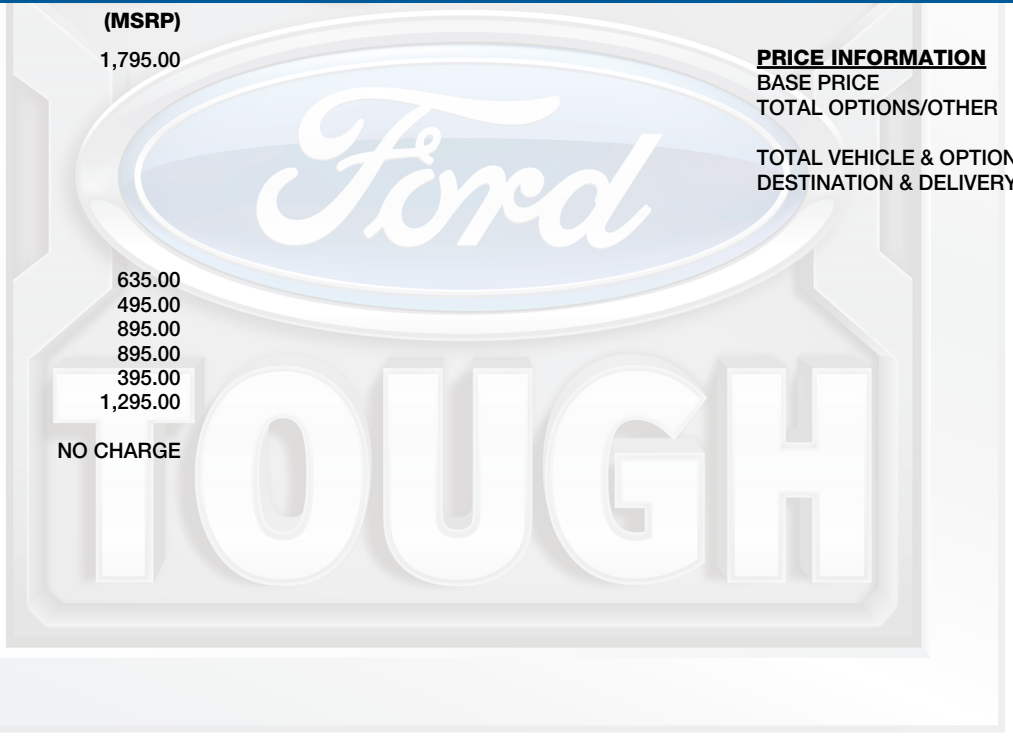 (MSRP)
1,795.00
635.00
495.00
895.00
895.00
395.00
1,295.00
NO CHARGE
PRICE INFORMATION
BASE PRICE
TOTAL OPTIONS/OTHER
TOTAL VEHICLE & OPTION
DESTINATION & DELIVERY
Ford
TOUGH